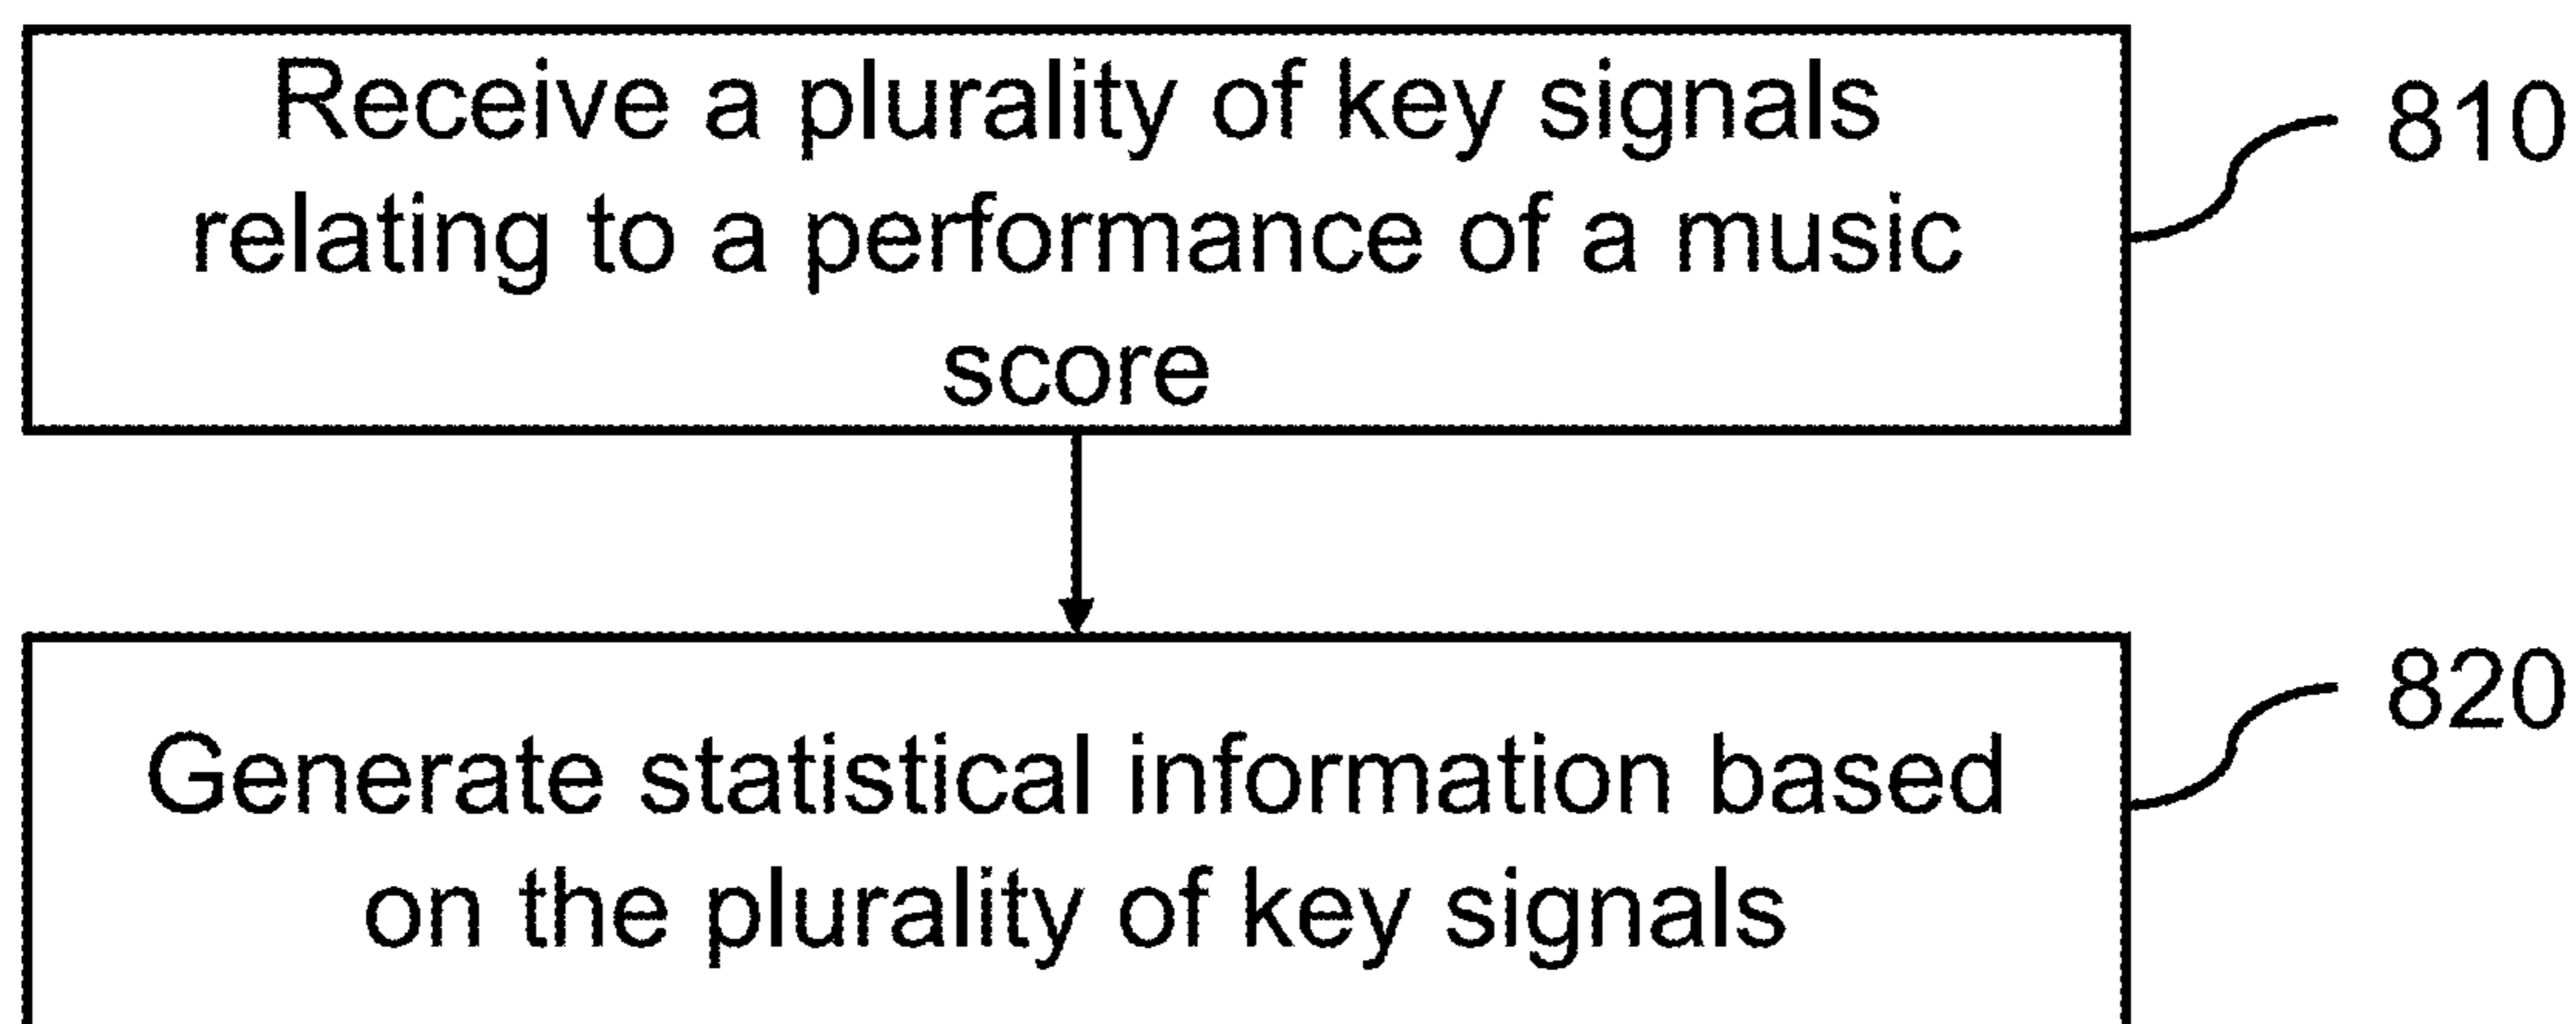 Receive a plurality of key signals
relating to a performance of a music
score
810
Generate statistical information based
on the plurality of key signals
820